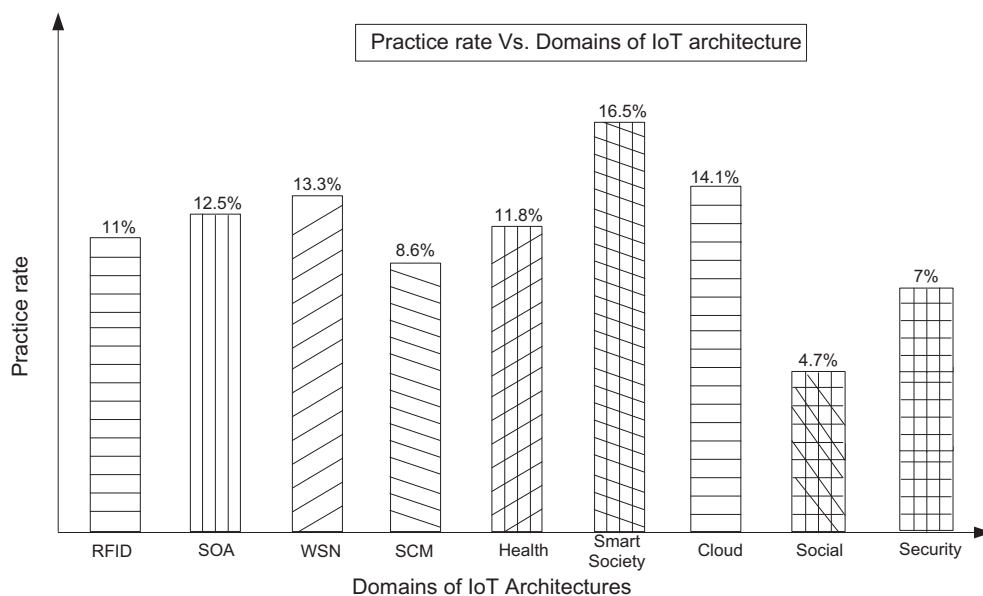 Practice rate Vs. Domains of IoT architecture
16.5%
14.1%
13.3%
12.5%
11.8%
11%
8.6%
7%
4.7%
Practice rate
RFID
SOA
WSN
SCM
Health
Smart
Society
Cloud
Social
Security
Domains of IoT Architectures